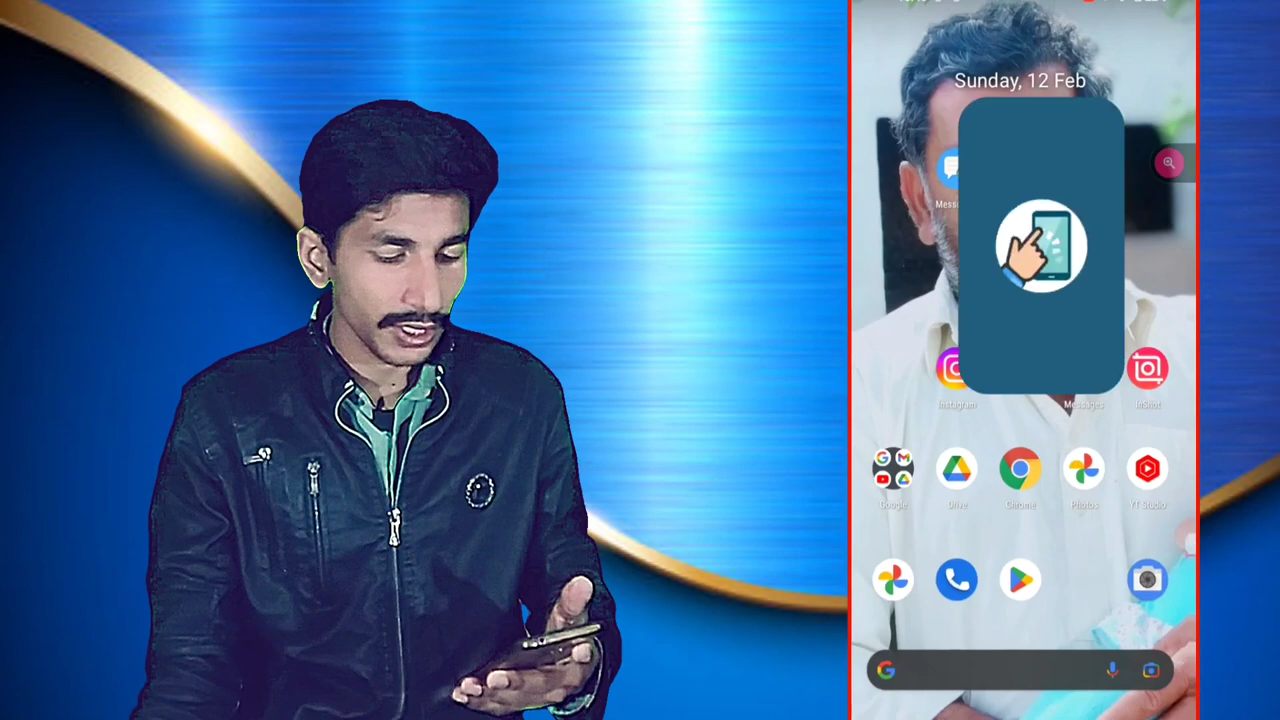 Sunday, 12 Feb
Instagram
Messages
InShot
Google
Drive
Chrome
Photos
YT Studio